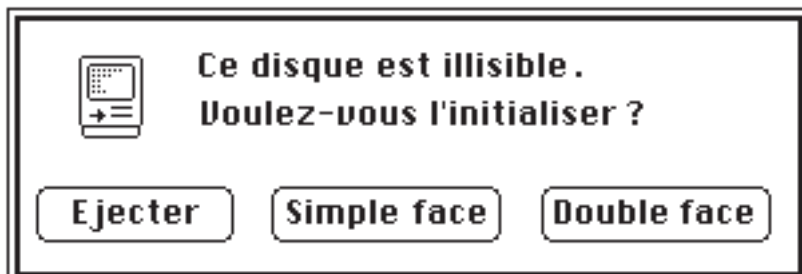 Ce disque est illisible.
Voulez-vous l'initialiser ?
Ejecter
Simple face
Double face